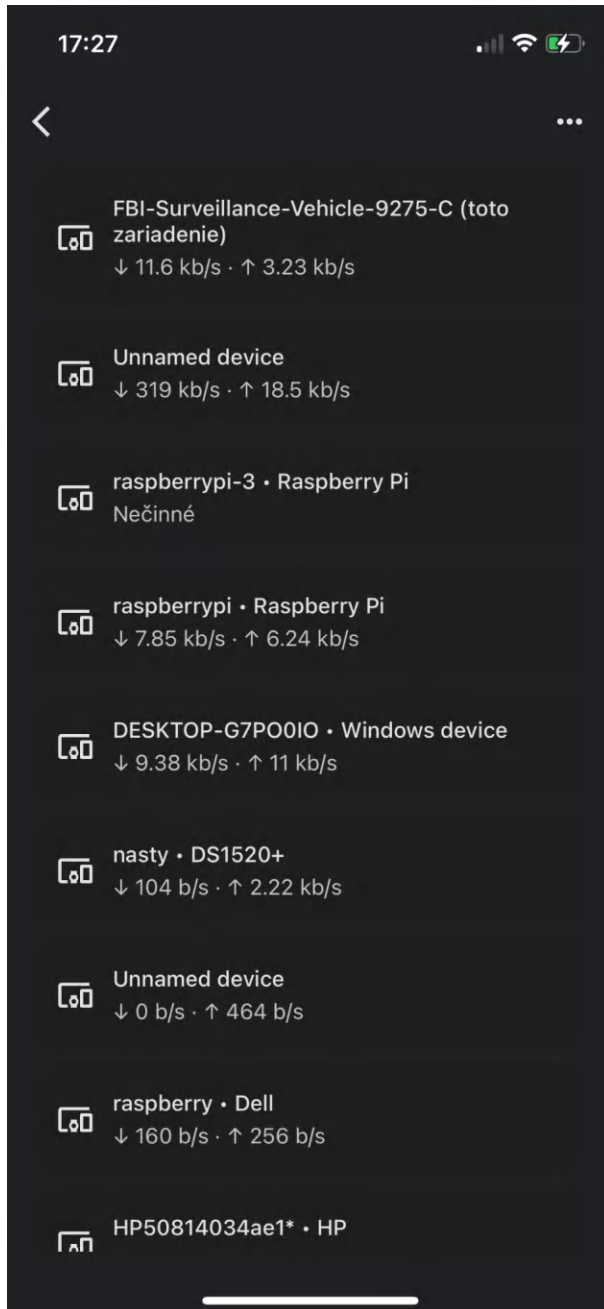 17:27
FBI-Surveillance-Vehicle-9275-C (toto
zariadenie)
↓ 11.6 kb/s · ↑ 3.23 kb/s
Unnamed device
↓ 319 kb/s · ↑ 18.5 kb/s
raspberrypi-3 • Raspberry Pi
Nečinné
raspberrypi • Raspberry Pi
↓ 7.85 kb/s · ↑ 6.24 kb/s
DESKTOP-G7PO0IO • Windows device
↓ 9.38 kb/s · ↑ 11 kb/s
nasty • DS1520+
↓ 104 b/s · ↑ 2.22 kb/s
Unnamed device
↓ 0 b/s · ↑ 464 b/s
raspberry • Dell
↓ 160 b/s · ↑ 256 b/s
HP50814034ae1* • HP